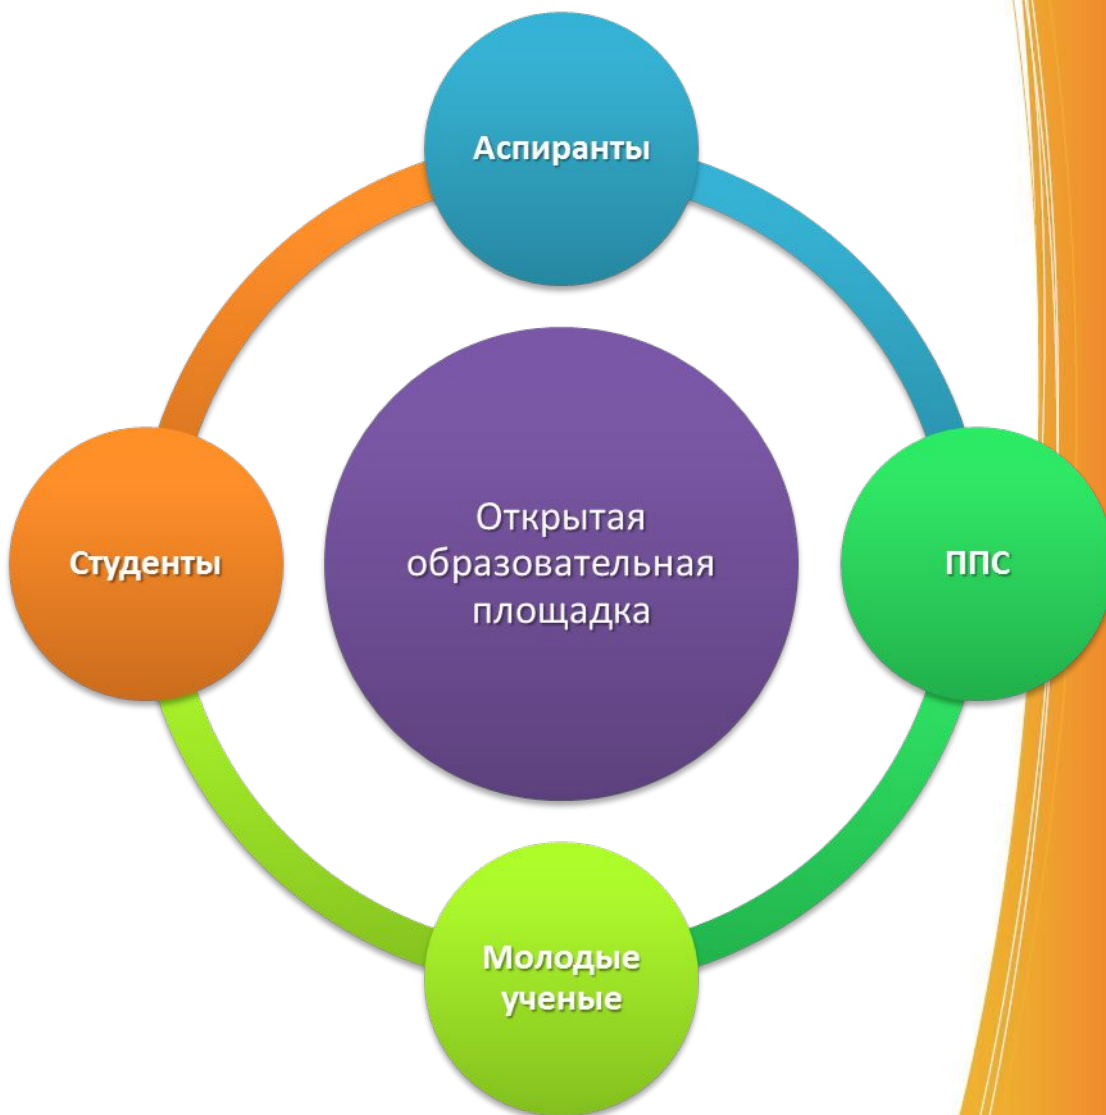 Аспиранты
Студенты
Открытая
образовательная
площадка
ППС
Молодые
ученые